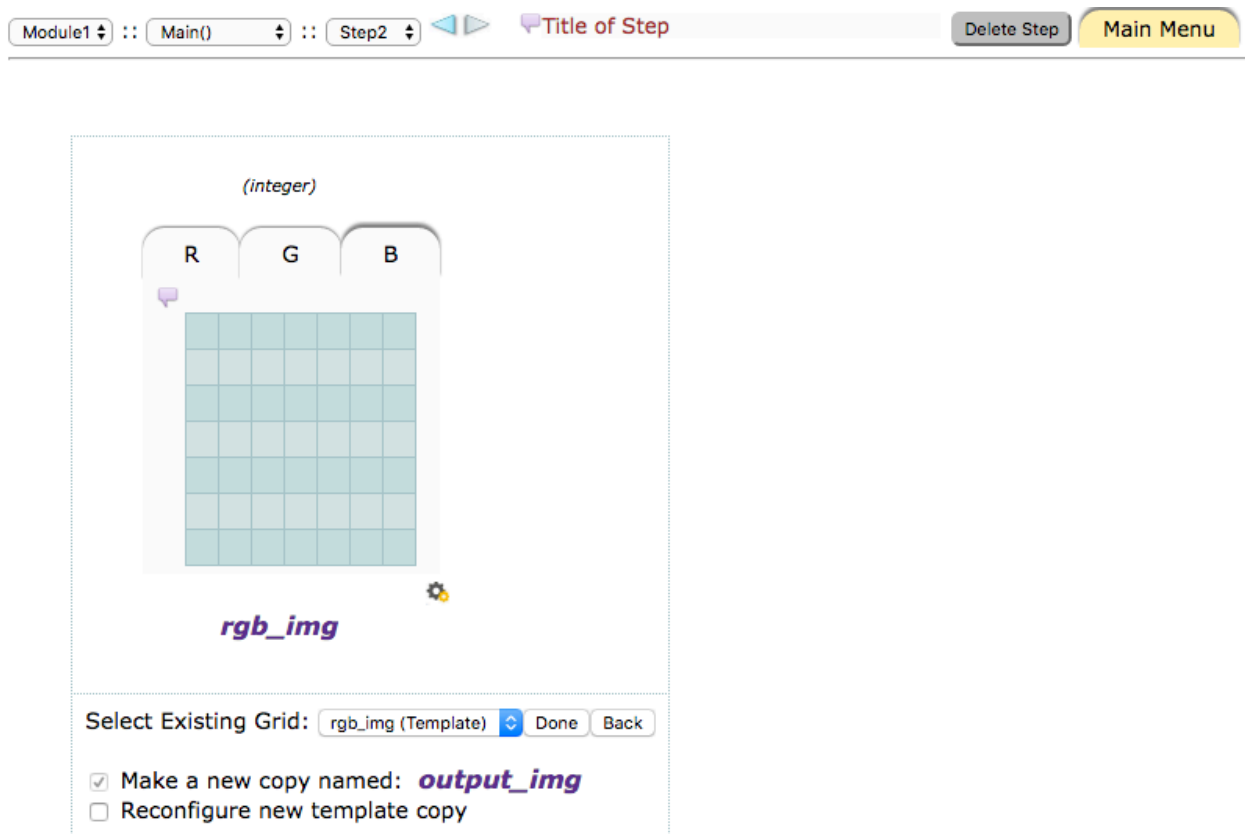 Module1 :: Main() :: Step2 Title of Step Delete Step Main Menu
(integer)
R G B
rgb_img
Select Existing Grid: rgb_img (Template) Done Back
Make a new copy named: output_img
Reconfigure new template copy